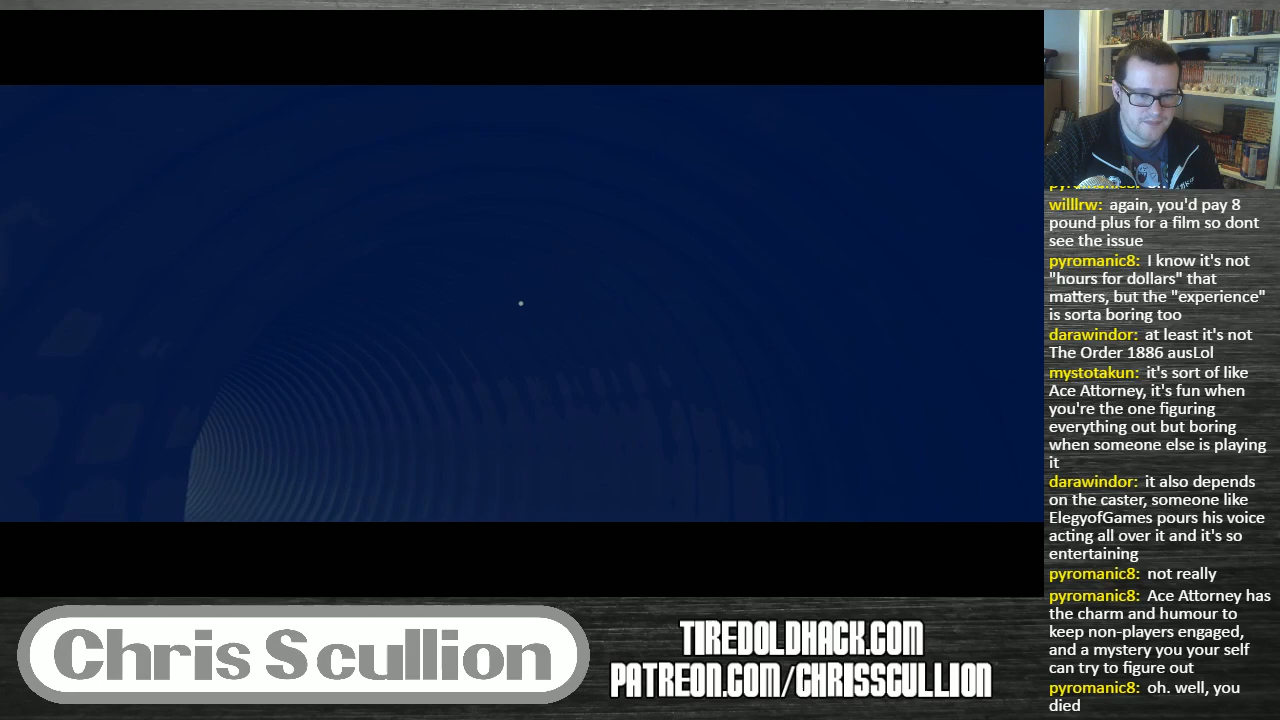 willlrw: again, you'd pay 8
pound plus for a film so dont
see the issue
pyromanic8: I know it's not
"hours for dollars" that
matters, but the "experience"
is sorta boring too
darawindor: at least it's not
The Order 1886 ausLol
mystotakun: it's sort of like
Ace Attorney, it's fun when
you're the one figuring
everything out but boring
when someone else is playing
it
darawindor: it also depends
on the caster, someone like
ElegyofGames pours his voice
acting all over it and it's so
entertaining
pyromanic8: not really
pyromanic8: Ace Attorney has
the charm and humour to
keep non-players engaged,
and a mystery you your self
can try to figure out
pyromanic8: oh. well, you
died
Chris Scullion
TIREDOLDHACK.COM
PATREON.COM/CHRISSCULLION